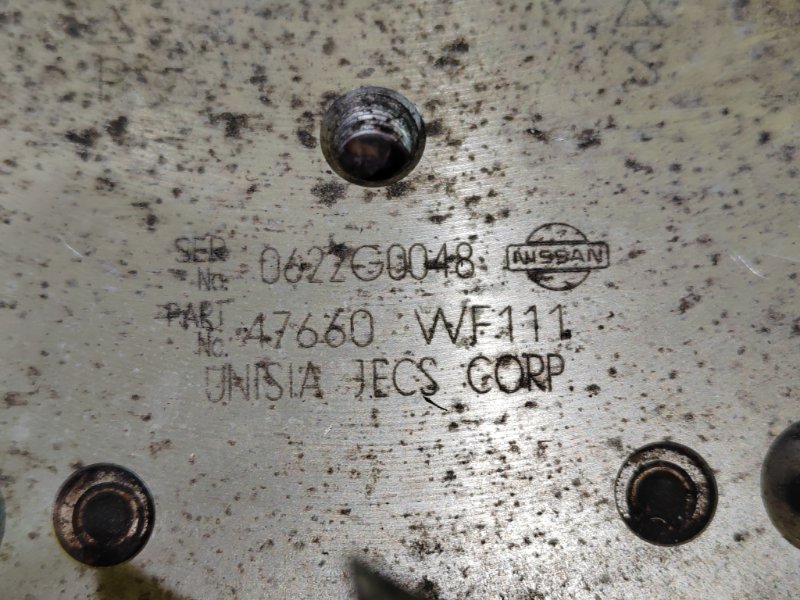 P
S
SER No. 0622G0048 NISSAN
PART No. 47660 WF111
UNISIA JECS CORP